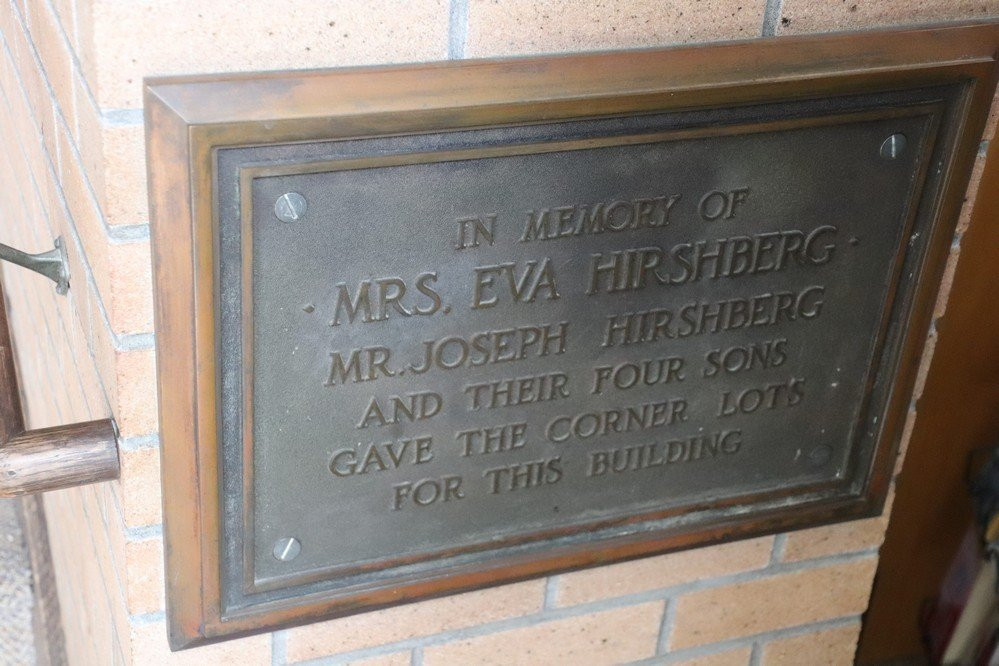 IN MEMORY OF
· MRS. EVA HIRSHBERG ·
MR. JOSEPH HIRSHBERG
AND THEIR FOUR SONS
GAVE THE CORNER LOTS
FOR THIS BUILDING